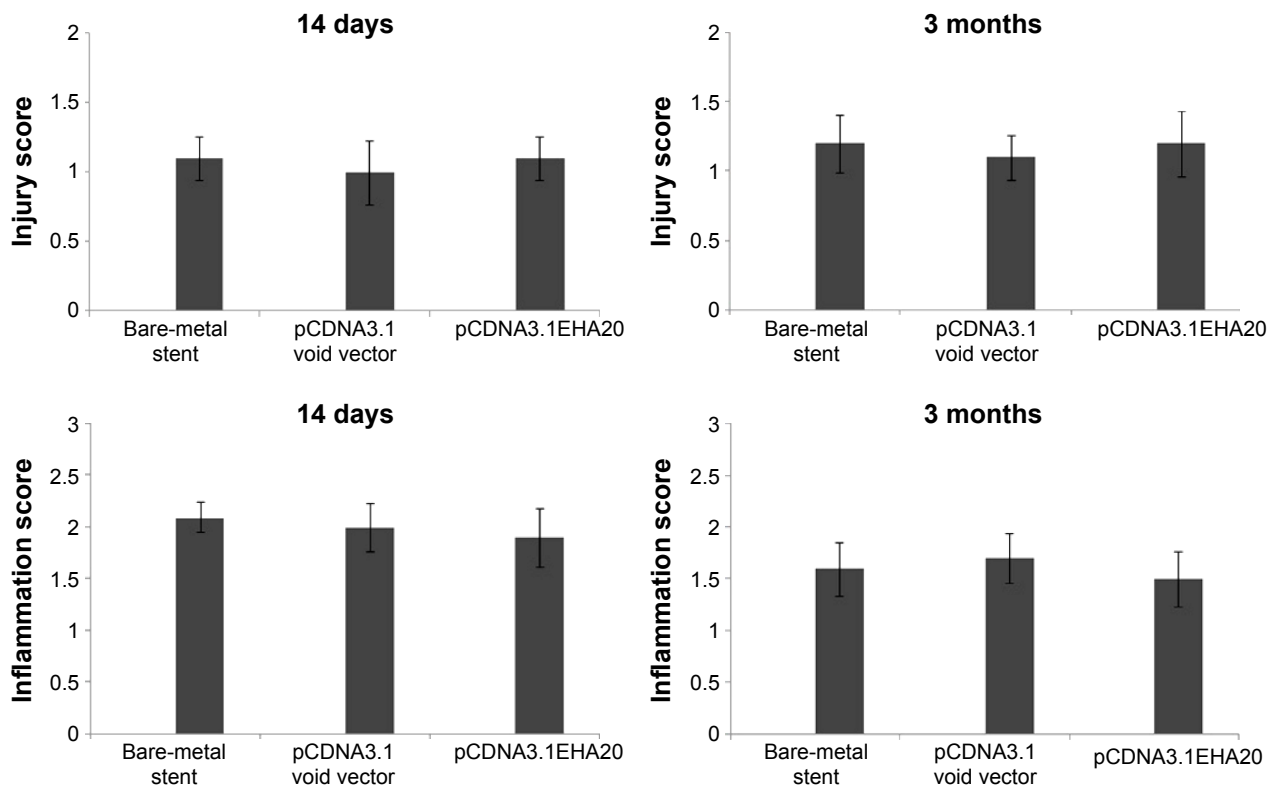 14 days
Injury score
2
1.5
1
0.5
0
Bare-metal
stent
pCDNA3.1
void vector
pCDNA3.1EHA20
3 months
Injury score
2
1.5
1
0.5
0
Bare-metal
stent
pCDNA3.1
void vector
pCDNA3.1EHA20
14 days
Inflammation score
3
2.5
2
1.5
1
0.5
0
Bare-metal
stent
pCDNA3.1
void vector
pCDNA3.1EHA20
3 months
Inflammation score
3
2.5
2
1.5
1
0.5
0
Bare-metal
stent
pCDNA3.1
void vector
pCDNA3.1EHA20